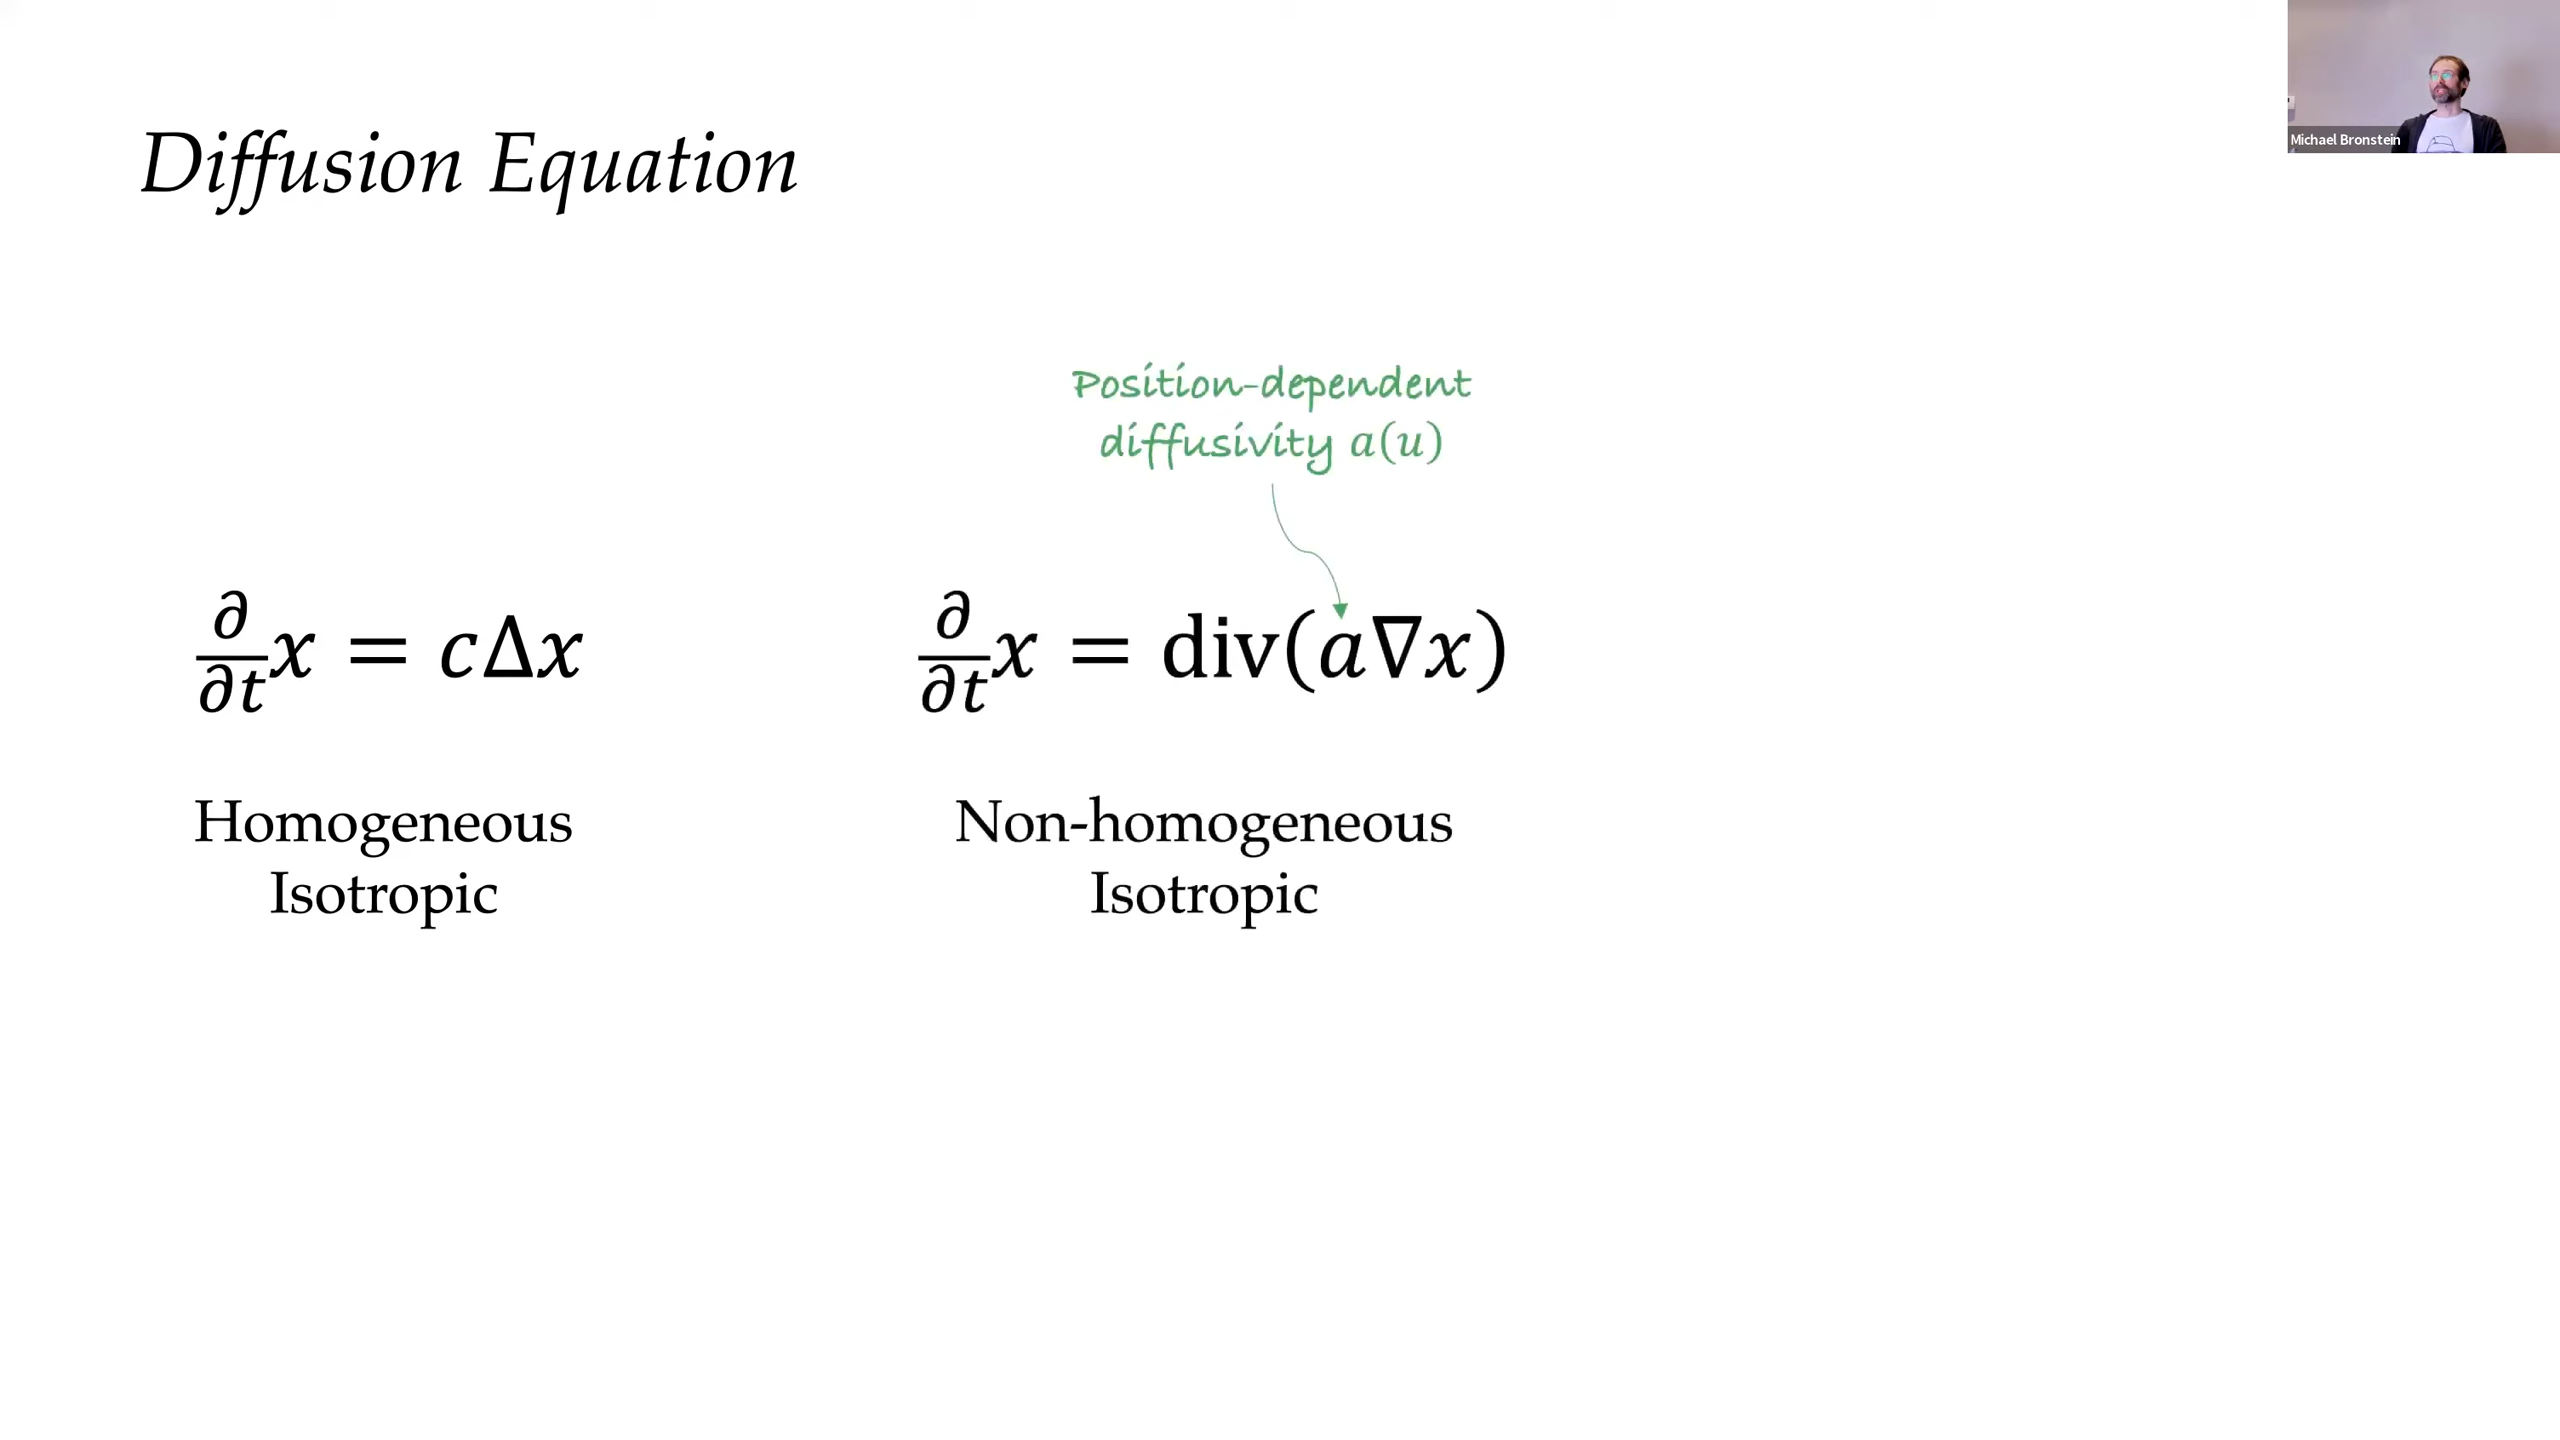 Michael Bronstein
Diffusion Equation
Position-dependent
diffusivity a(u)
∂/∂t x = cΔx
∂/∂t x = div(a∇x)
Homogeneous
Isotropic
Non-homogeneous
Isotropic